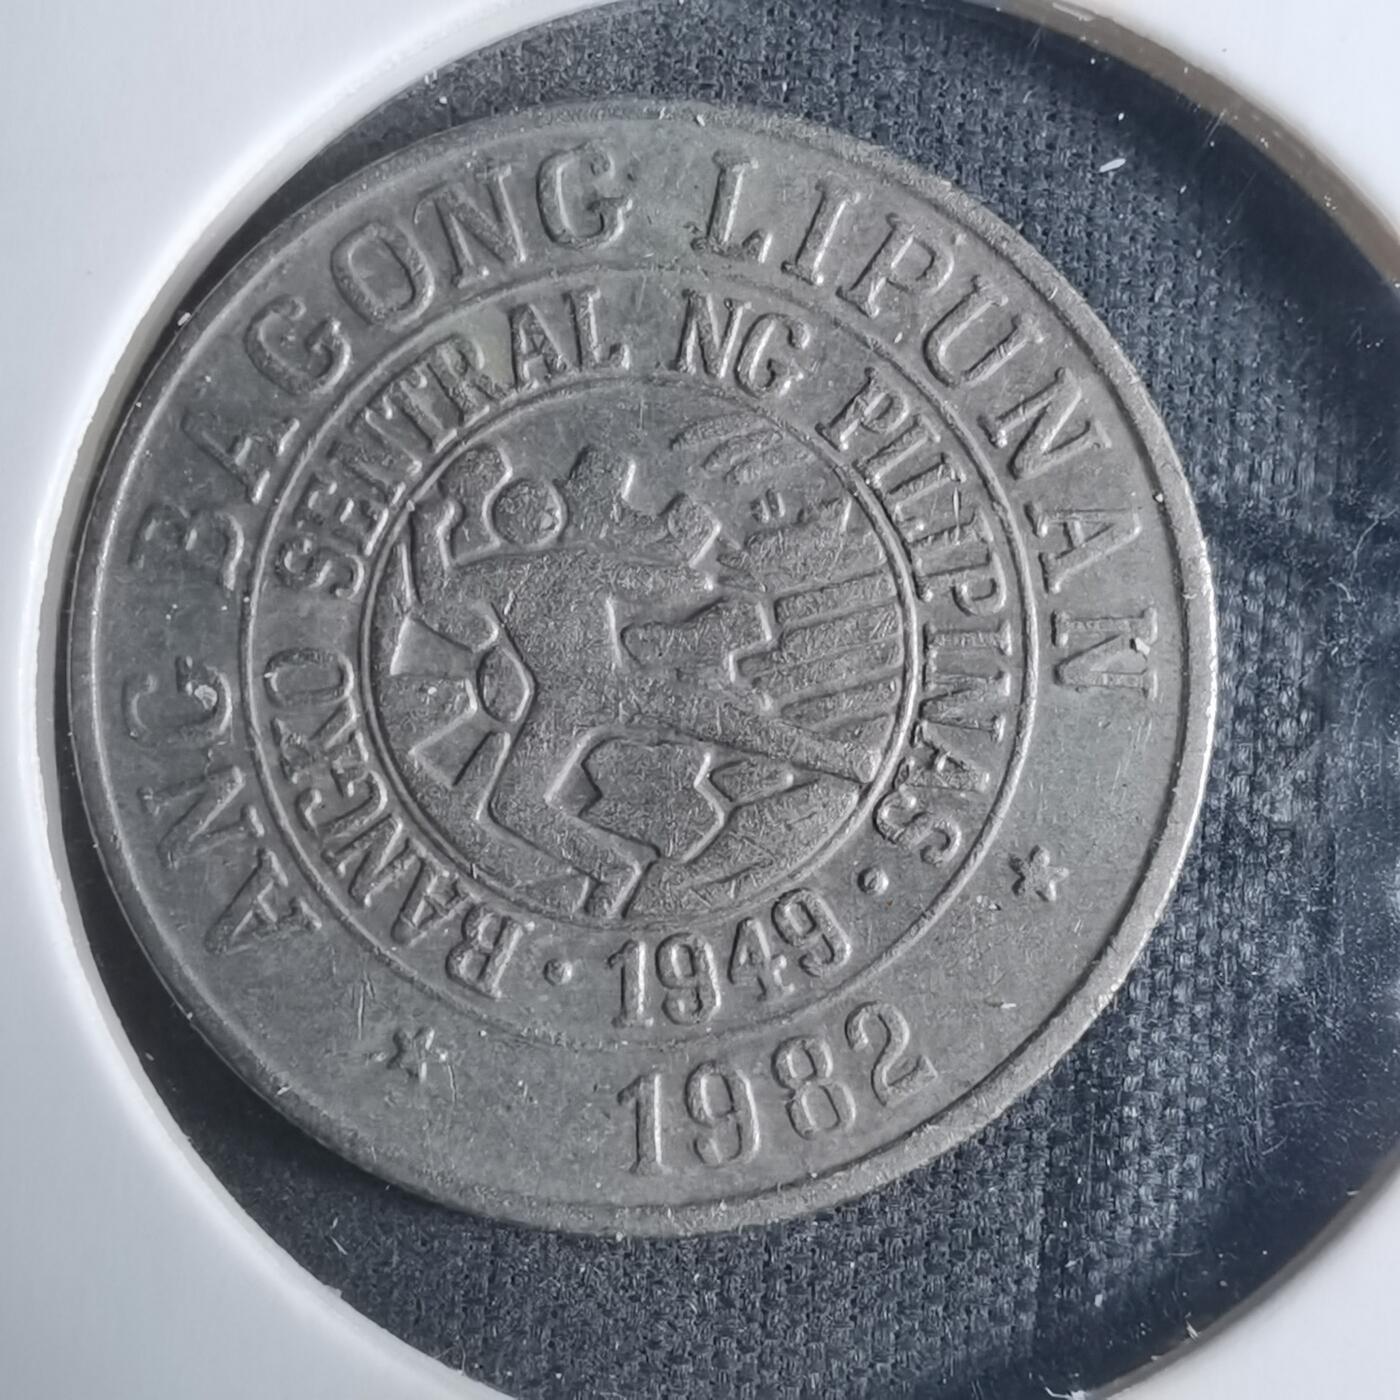 ANG BAGONG LIPUNAN
BANGKO SENTRAL NG PILIPINAS
· 1949 ·
1982